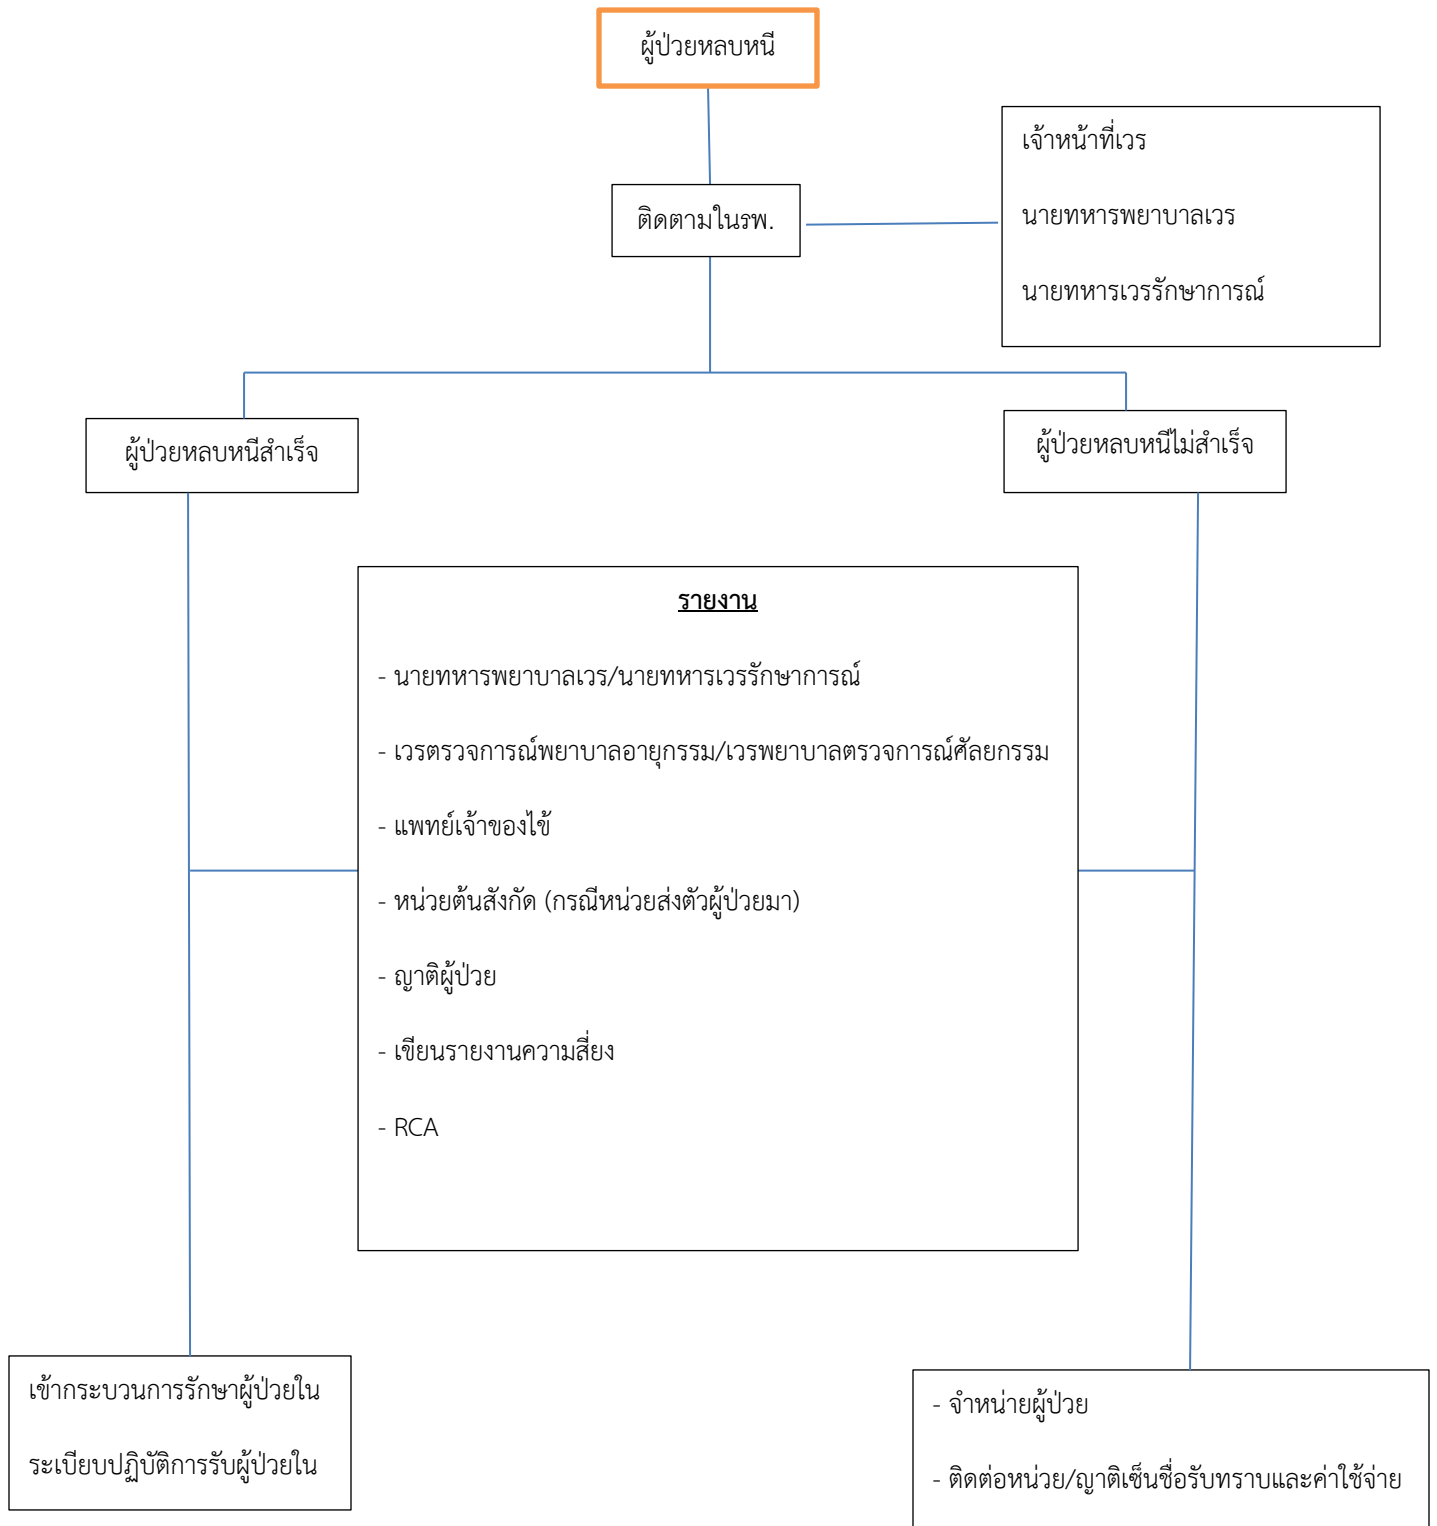 ผู้ป่วยหลบหนี
เจ้าหน้าที่เวร
นายทหารพยาบาลเวร
นายทหารเวรรักษาการณ์
ติดตามในรพ.
ผู้ป่วยหลบหนีสำเร็จ
ผู้ป่วยหลบหนีไม่สำเร็จ
รายงาน
- นายทหารพยาบาลเวร/นายทหารเวรรักษาการณ์
- เวรตรวจการณ์พยาบาลอายุกรรม/เวรพยาบาลตรวจการณ์ศัลยกรรม
- แพทย์เจ้าของไข้
- หน่วยต้นสังกัด (กรณีหน่วยส่งตัวผู้ป่วยมา)
- ญาติผู้ป่วย
- เขียนรายงานความสี่ยง
- RCA
เข้ากระบวนการรักษาผู้ป่วยใน
ระเบียบปฏิบัติการรับผู้ป่วยใน
- จำหน่ายผู้ป่วย
- ติดต่อหน่วย/ญาติเซ็นชื่อรับทราบและค่าใช้จ่าย